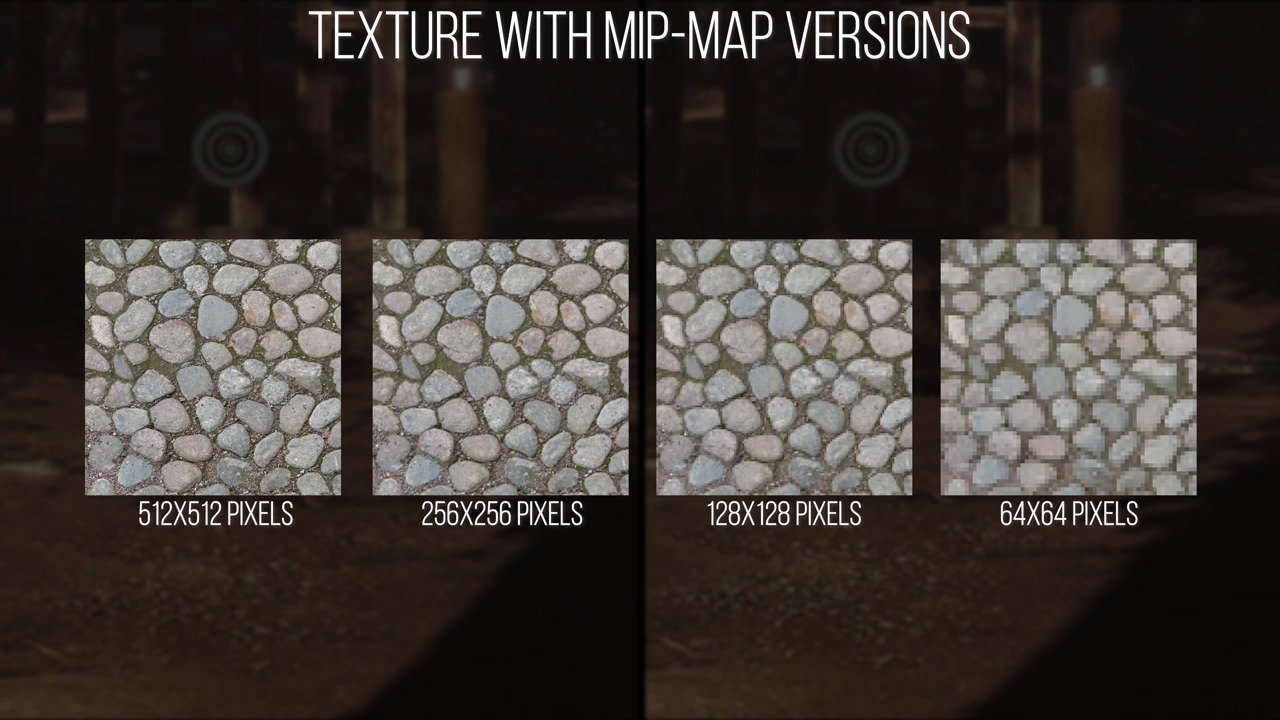 TEXTURE WITH MIP-MAP VERSIONS
512X512 PIXELS
256X256 PIXELS
128X128 PIXELS
64X64 PIXELS